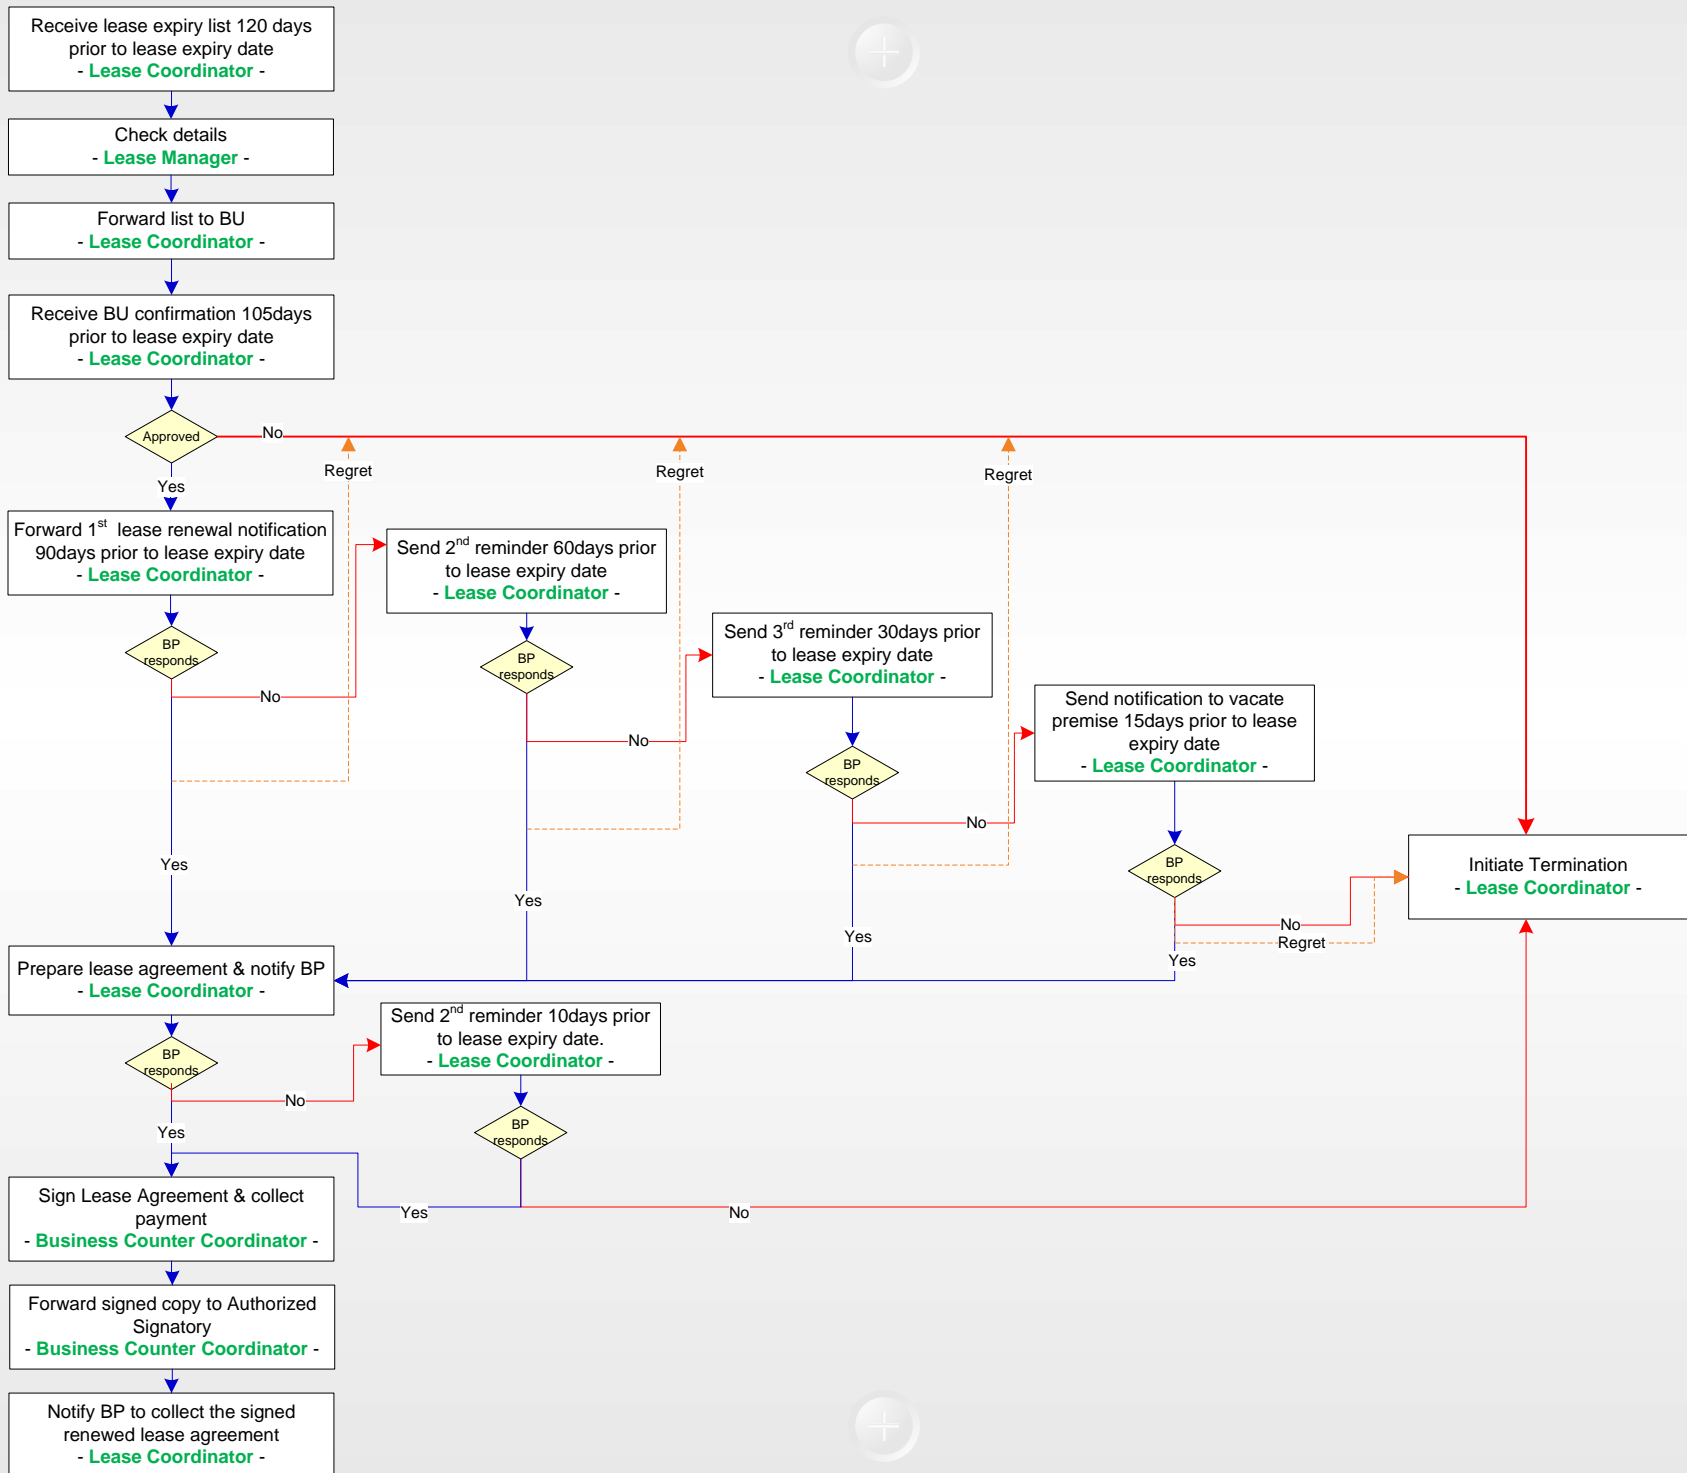 Receive lease expiry list 120 days
prior to lease expiry date
- Lease Coordinator -
Check details
- Lease Manager -
Forward list to BU
- Lease Coordinator -
Receive BU confirmation 105days
prior to lease expiry date
- Lease Coordinator -
Approved
No
Yes
Regret
Regret
Regret
Forward 1st lease renewal notification
90days prior to lease expiry date
- Lease Coordinator -
Send 2nd reminder 60days prior
to lease expiry date
- Lease Coordinator -
Send 3rd reminder 30days prior
to lease expiry date
- Lease Coordinator -
Send notification to vacate
premise 15days prior to lease
expiry date
- Lease Coordinator -
BP
responds
No
BP
responds
No
BP
responds
No
BP
responds
No
Regret
Initiate Termination
- Lease Coordinator -
Yes
Yes
Yes
Yes
Prepare lease agreement & notify BP
- Lease Coordinator -
Send 2nd reminder 10days prior
to lease expiry date.
- Lease Coordinator -
BP
responds
No
Yes
BP
responds
Yes
No
Sign Lease Agreement & collect
payment
- Business Counter Coordinator -
Forward signed copy to Authorized
Signatory
- Business Counter Coordinator -
Notify BP to collect the signed
renewed lease agreement
- Lease Coordinator -